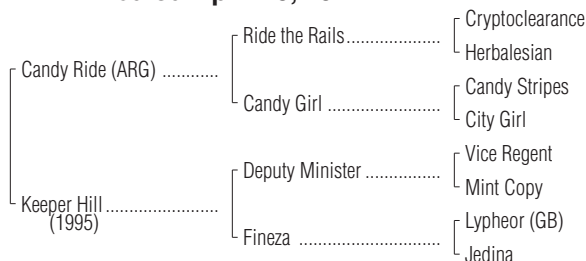 Cryptoclearance
Ride the Rails
Herbalesian
Candy Ride (ARG)
Candy Stripes
Candy Girl
City Girl
Vice Regent
Deputy Minister
Mint Copy
Keeper Hill
(1995)
Lypheor (GB)
Fineza
Jedina